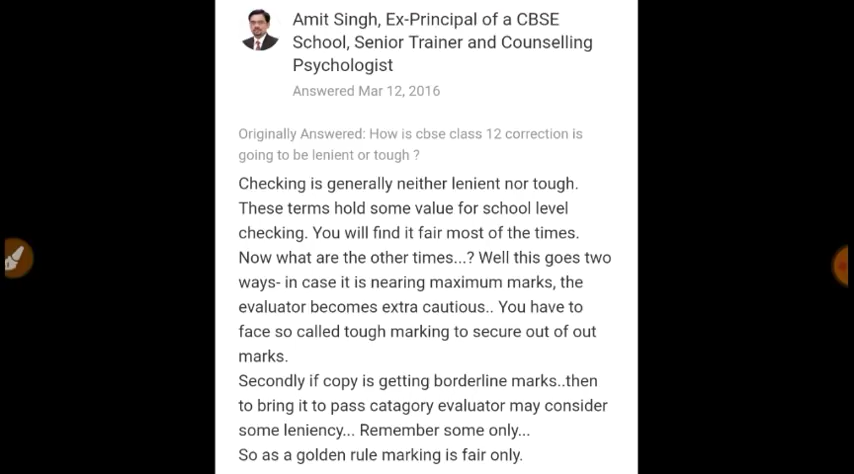 Amit Singh, Ex-Principal of a CBSE
School, Senior Trainer and Counselling
Psychologist
Answered Mar 12, 2016
Originally Answered: How is cbse class 12 correction is
going to be lenient or tough ?
Checking is generally neither lenient nor tough.
These terms hold some value for school level
checking. You will find it fair most of the times.
Now what are the other times...? Well this goes two
ways- in case it is nearing maximum marks, the
evaluator becomes extra cautious.. You have to
face so called tough marking to secure out of out
marks.
Secondly if copy is getting borderline marks..then
to bring it to pass catagory evaluator may consider
some leniency... Remember some only...
So as a golden rule marking is fair only.